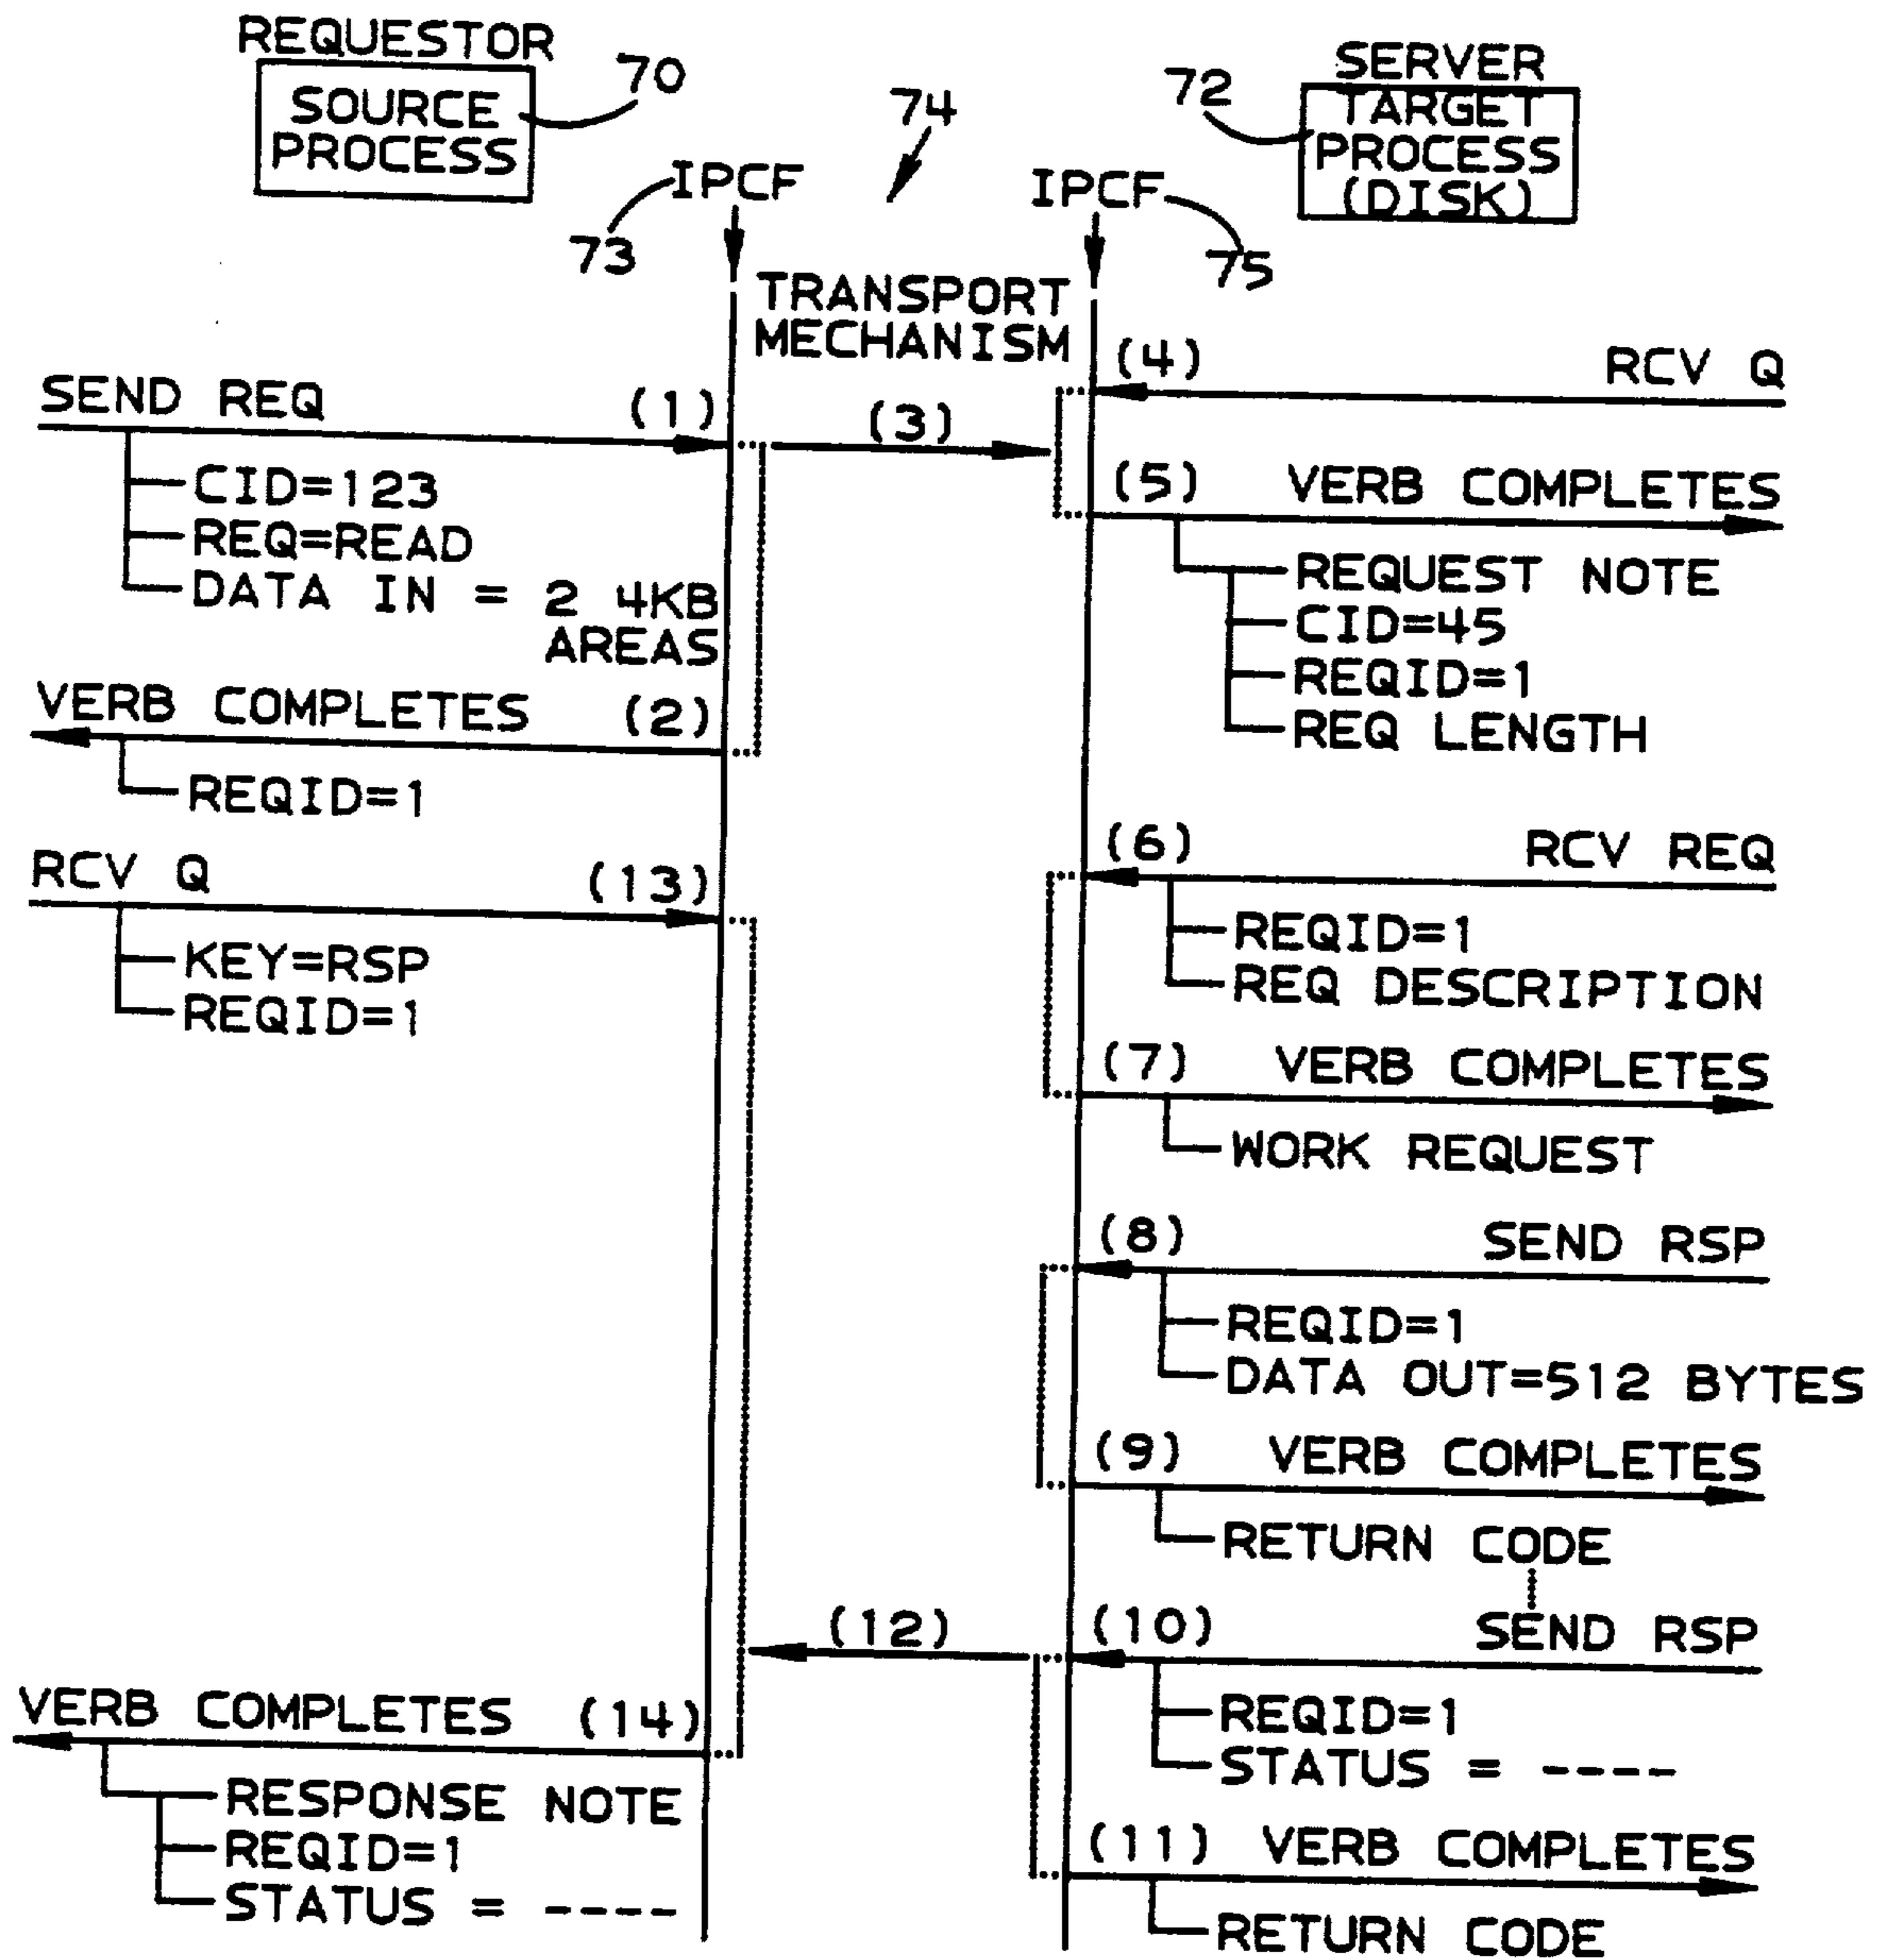 REQUESTOR
SOURCE
PROCESS
70
74
72
SERVER
TARGET
PROCESS
(DISK)
IPCF
73
IPCF
75
TRANSPORT
MECHANISM
SEND REQ (1)
CID=123
REQ=READ
DATA IN = 2 4KB
AREAS
(3)
(4) RCV Q
(5) VERB COMPLETES
REQUEST NOTE
CID=45
REQID=1
REQ LENGTH
VERB COMPLETES (2)
REQID=1
RCV Q (13)
KEY=RSP
REQID=1
(6) RCV REQ
REQID=1
REQ DESCRIPTION
(7) VERB COMPLETES
WORK REQUEST
(8) SEND RSP
REQID=1
DATA OUT=512 BYTES
(9) VERB COMPLETES
RETURN CODE
(12)
(10) SEND RSP
REQID=1
STATUS = ----
VERB COMPLETES (14)
RESPONSE NOTE
REQID=1
STATUS = ----
(11) VERB COMPLETES
RETURN CODE